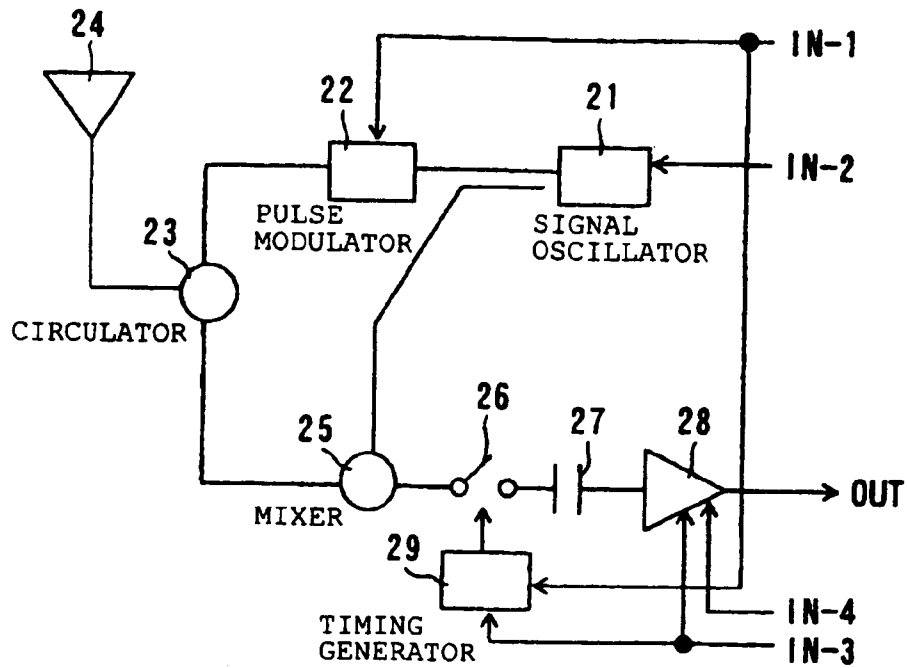 24
IN-1
22
21
IN-2
PULSE
MODULATOR
SIGNAL
OSCILLATOR
23
CIRCULATOR
25
26
27
28
OUT
MIXER
29
IN-4
TIMING
GENERATOR
IN-3